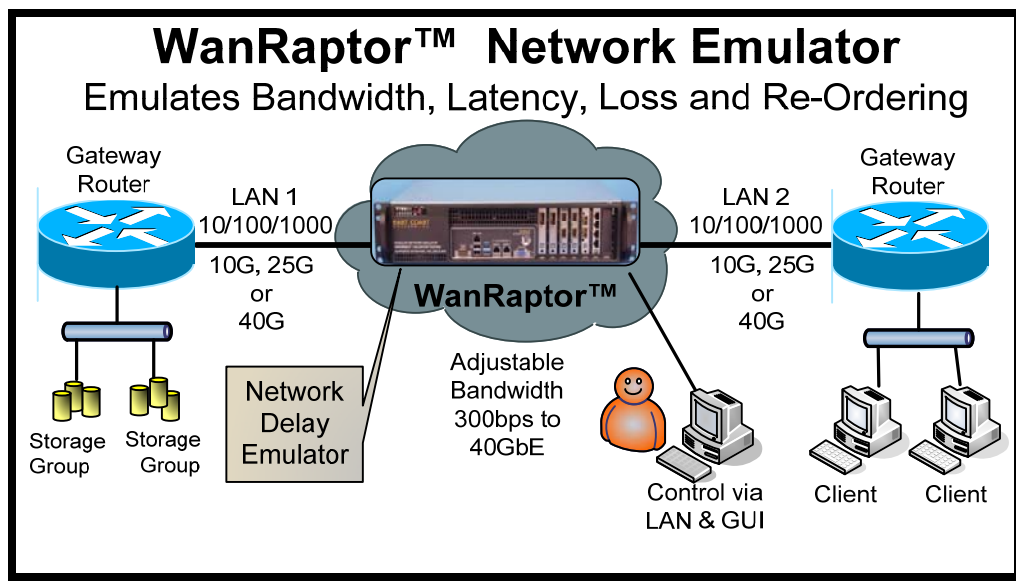 WanRaptor™ Network Emulator
Emulates Bandwidth, Latency, Loss and Re-Ordering
Gateway
Router
LAN 1
10/100/1000
10G, 25G
or
40G
WanRaptor™
LAN 2
10/100/1000
10G, 25G
or
40G
Gateway
Router
Storage
Group
Storage
Group
Network
Delay
Emulator
Adjustable
Bandwidth
300bps to
40GbE
Control via
LAN & GUI
Client
Client